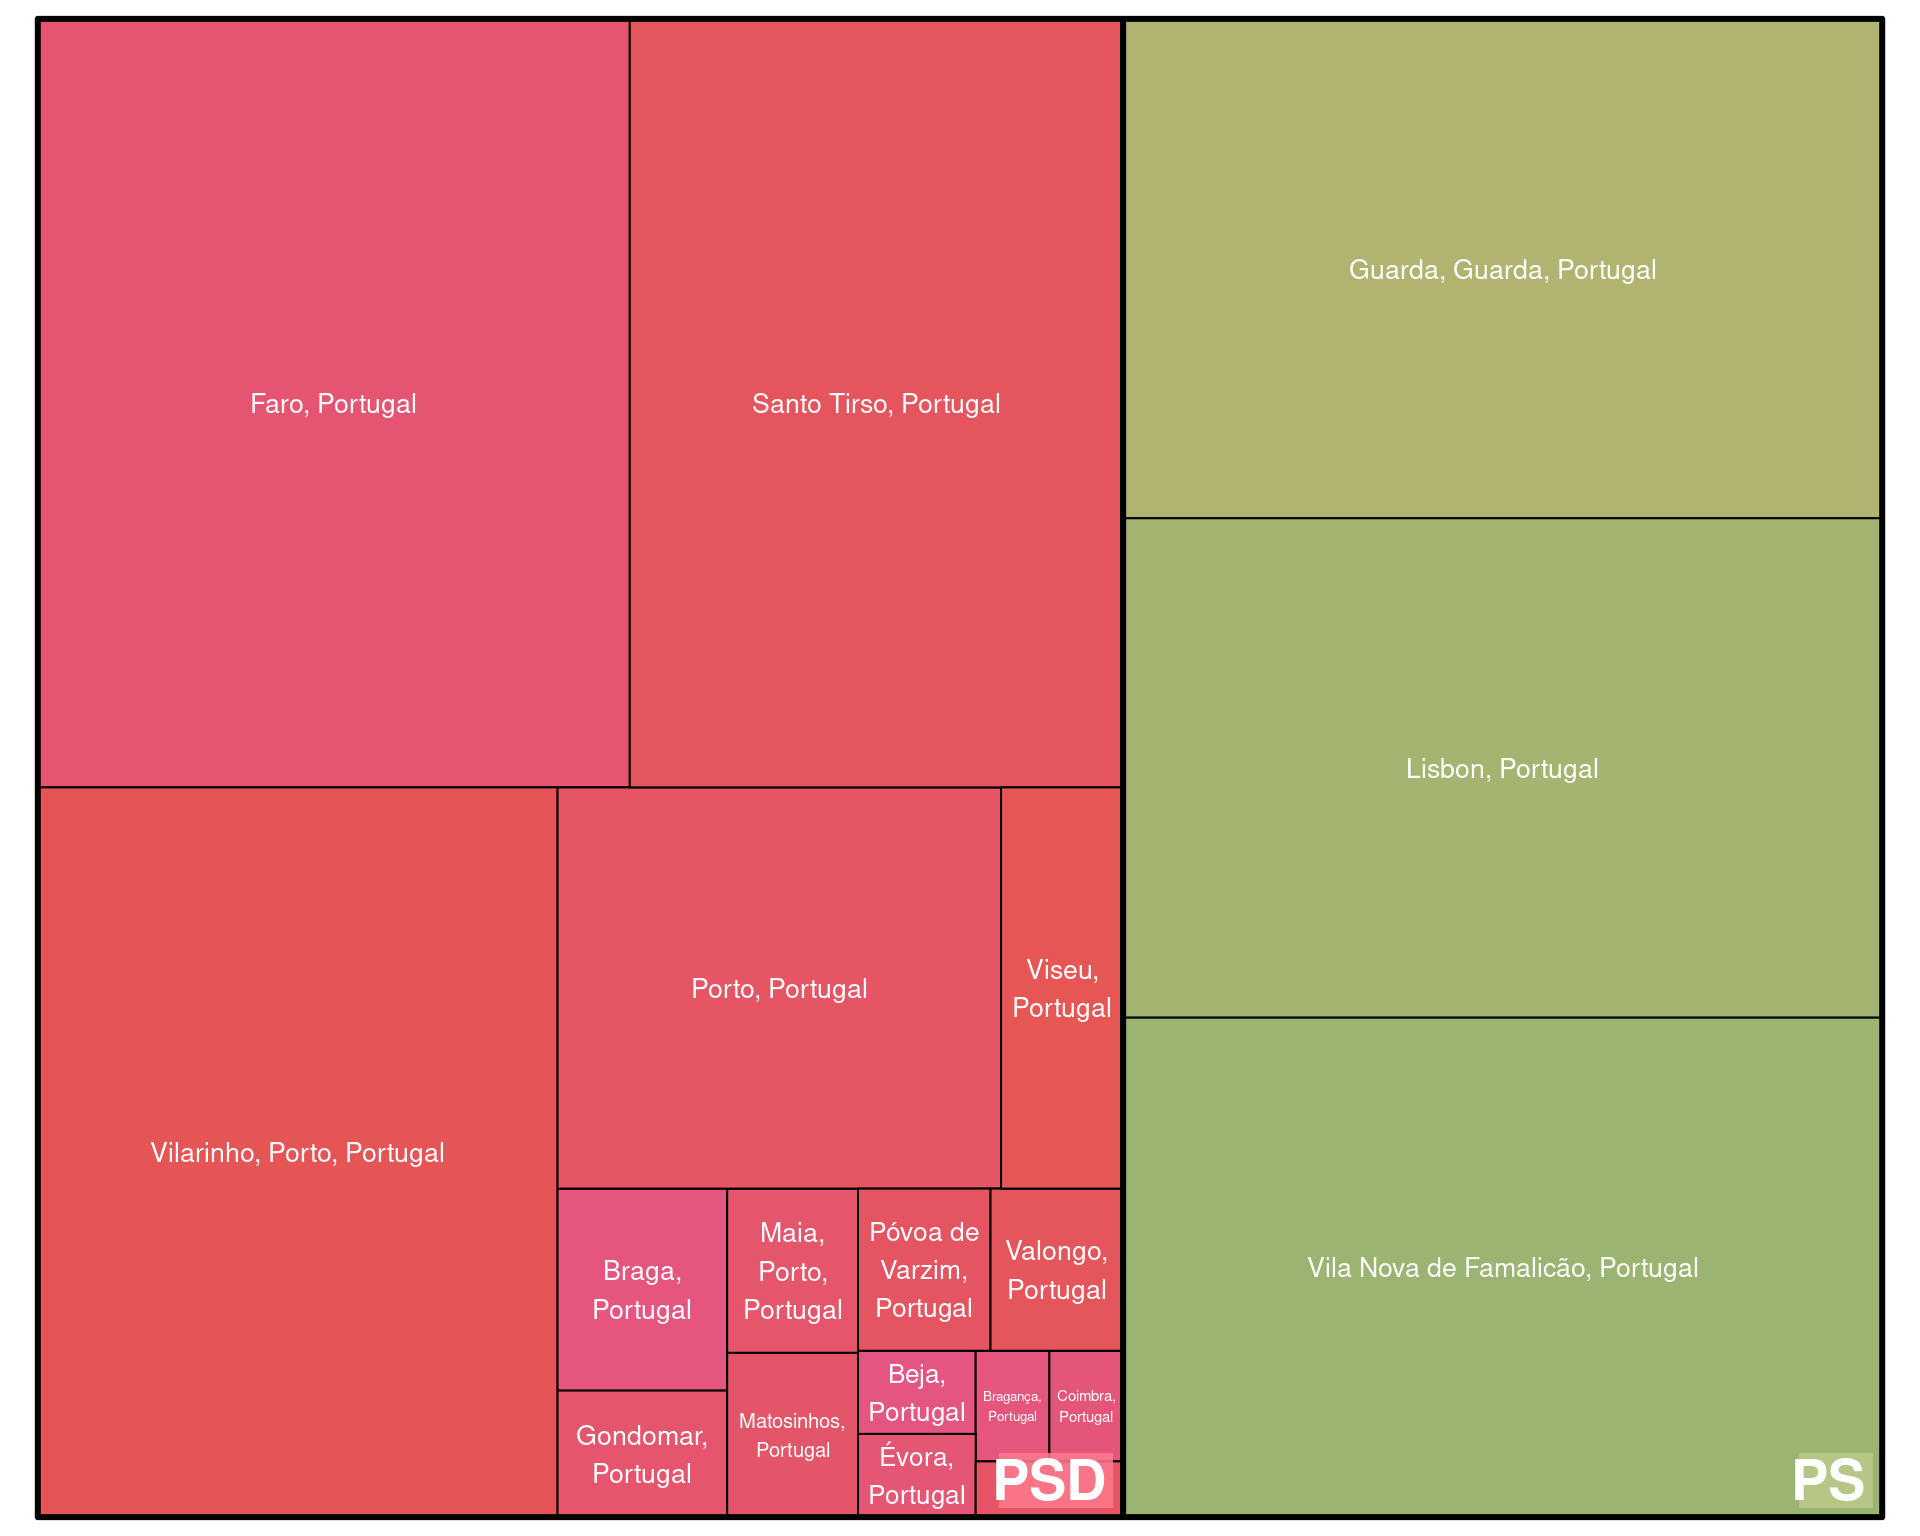 Faro, Portugal
Santo Tirso, Portugal
Guarda, Guarda, Portugal
Lisbon, Portugal
Vilarinho, Porto, Portugal
Porto, Portugal
Viseu,
Portugal
Braga,
Portugal
Maia,
Porto,
Portugal
Póvoa de
Varzim,
Portugal
Valongo,
Portugal
Gondomar,
Portugal
Matosinhos,
Portugal
Beja,
Portugal
Bragança,
Portugal
Coimbra,
Portugal
Évora,
Portugal
PSD
Vila Nova de Famalicão, Portugal
PS